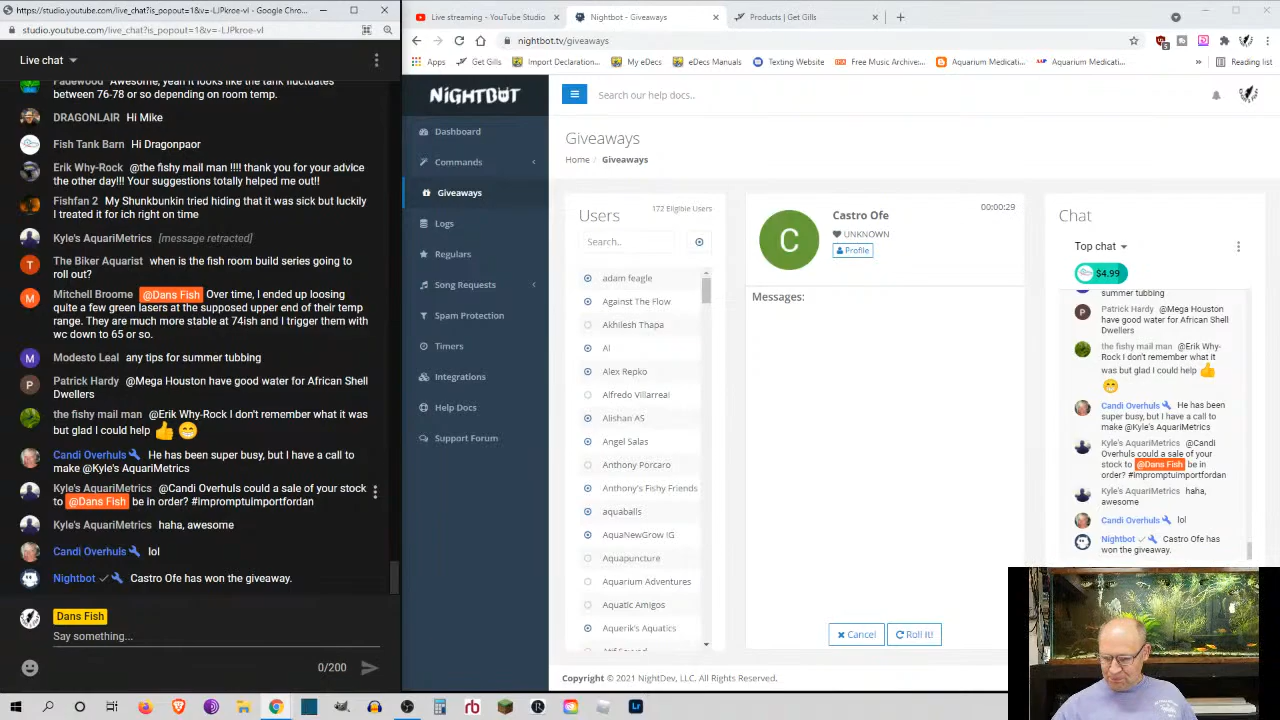 studio.youtube.com/live_chat?is_popout=1&v=-LJPkroe-vI - Google Chro...
studio.youtube.com/live_chat?is_popout=1&v=-LJPkroe-vI
Live chat
Fadewood Awesome, yeah it looks like the tank fluctuates
between 76-78 or so depending on room temp.
DRAGONLAIR Hi Mike
Fish Tank Barn Hi Dragonpaor
Erik Why-Rock @the fishy mail man !!!! thank you for your advice
the other day!!! Your suggestions totally helped me out!!
Fishfan 2 My Shunkbunkin tried hiding that it was sick but luckily
I treated it for ich right on time
Kyle's AquariMetrics [message retracted]
The Biker Aquarist when is the fish room build series going to
roll out?
Mitchell Broome @Dans Fish Over time, I ended up loosing
quite a few green lasers at the supposed upper end of their temp
range. They are much more stable at 74ish and I trigger them with
wc down to 65 or so.
Modesto Leal any tips for summer tubbing
Patrick Hardy @Mega Houston have good water for African Shell
Dwellers
the fishy mail man @Erik Why-Rock I don't remember what it was
but glad I could help 👍 😁
Candi Overhuls He has been super busy, but I have a call to
make @Kyle's AquariMetrics
Kyle's AquariMetrics @Candi Overhuls could a sale of your stock
to @Dans Fish be in order? #impromptuimportfordan
Kyle's AquariMetrics haha, awesome
Candi Overhuls lol
Nightbot Castro Ofe has won the giveaway.
Dans Fish
Say something...
0/200
Live streaming - YouTube Studio
Nightbot - Giveaways
Products | Get Gills
nightbot.tv/giveaways
5
Apps
Get Gills
Import Declaration...
My eDecs
eDecs Manuals
Texting Website
Free Music Archive:...
Aquarium Medicati...
Aquarium Medicati...
»
Reading list
NIGHTBOT
Search our help docs..
Dashboard
Commands
Giveaways
Logs
Regulars
Song Requests
Spam Protection
Timers
Integrations
Help Docs
Support Forum
Giveaways
Home / Giveaways
Users
172 Eligible Users
Search..
adam feagle
Against The Flow
Akhilesh Thapa
Al
Alex Repko
Alfredo Villarreal
Alishan AS
Angel Salas
Anthony Porcaro
Anthony's Fishy Friends
aquaballs
AquaNewGrow IG
Aquapuncture
Aquarium Adventures
Aquatic Amigos
Aquerik's Aquatics
00:00:29
C
Castro Ofe
UNKNOWN
Profile
Messages:
Cancel
Roll It!
Chat
Top chat
$4.99
summer tubbing
Patrick Hardy @Mega Houston
have good water for African Shell
Dwellers
the fishy mail man @Erik Why-
Rock I don't remember what it
was but glad I could help 👍
😁
Candi Overhuls He has been
super busy, but I have a call to
make @Kyle's AquariMetrics
Kyle's AquariMetrics @Candi
Overhuls could a sale of your
stock to @Dans Fish be in
order? #impromptuimportfordan
Kyle's AquariMetrics haha,
awesome
Candi Overhuls lol
Nightbot Castro Ofe has
won the giveaway.
Copyright © 2021 NightDev, LLC. All Rights Reserved.
rb
R
Lr